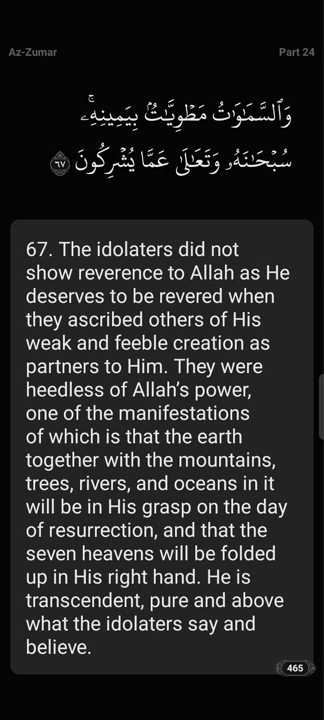 Az-Zumar
Part 24
وَٱلسَّمَٰوَٰتُ مَطۡوِيَّٰتُۢ بِيَمِينِهِۦۚ
سُبۡحَٰنَهُۥ وَتَعَٰلَىٰ عَمَّا يُشۡرِكُونَ ٦٧
67. The idolaters did not
show reverence to Allah as He
deserves to be revered when
they ascribed others of His
weak and feeble creation as
partners to Him. They were
heedless of Allah’s power,
one of the manifestations
of which is that the earth
together with the mountains,
trees, rivers, and oceans in it
will be in His grasp on the day
of resurrection, and that the
seven heavens will be folded
up in His right hand. He is
transcendent, pure and above
what the idolaters say and
believe.
465